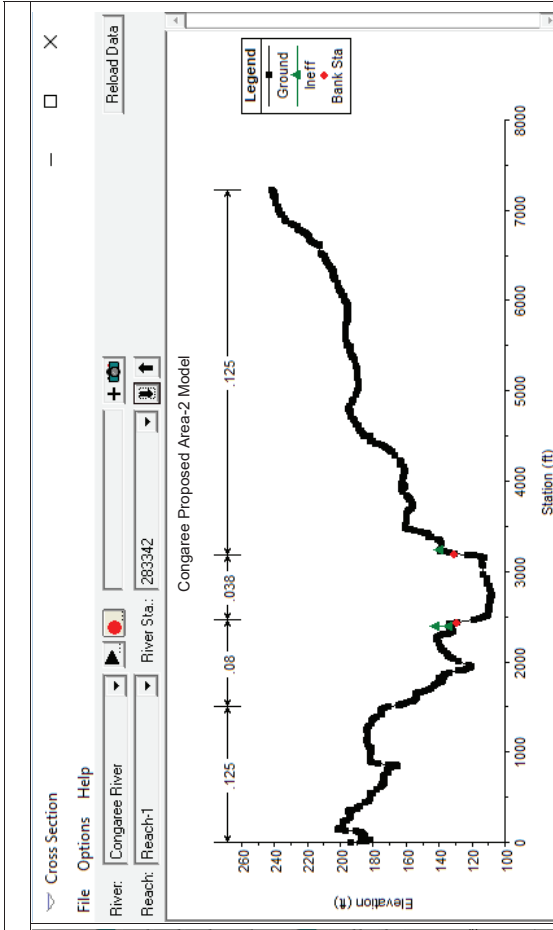 Cross Section
File Options Help
River: Congaree River
Reach: Reach-1 River Sta.: 283342
Reload Data
Congaree Proposed Area-2 Model
Legend
Ground
Ineff
Bank Sta
.125 .08 .038 .125
260
240
220
200
180
160
140
120
100
Elevation (ft)
0 1000 2000 3000 4000 5000 6000 7000 8000
Station (ft)